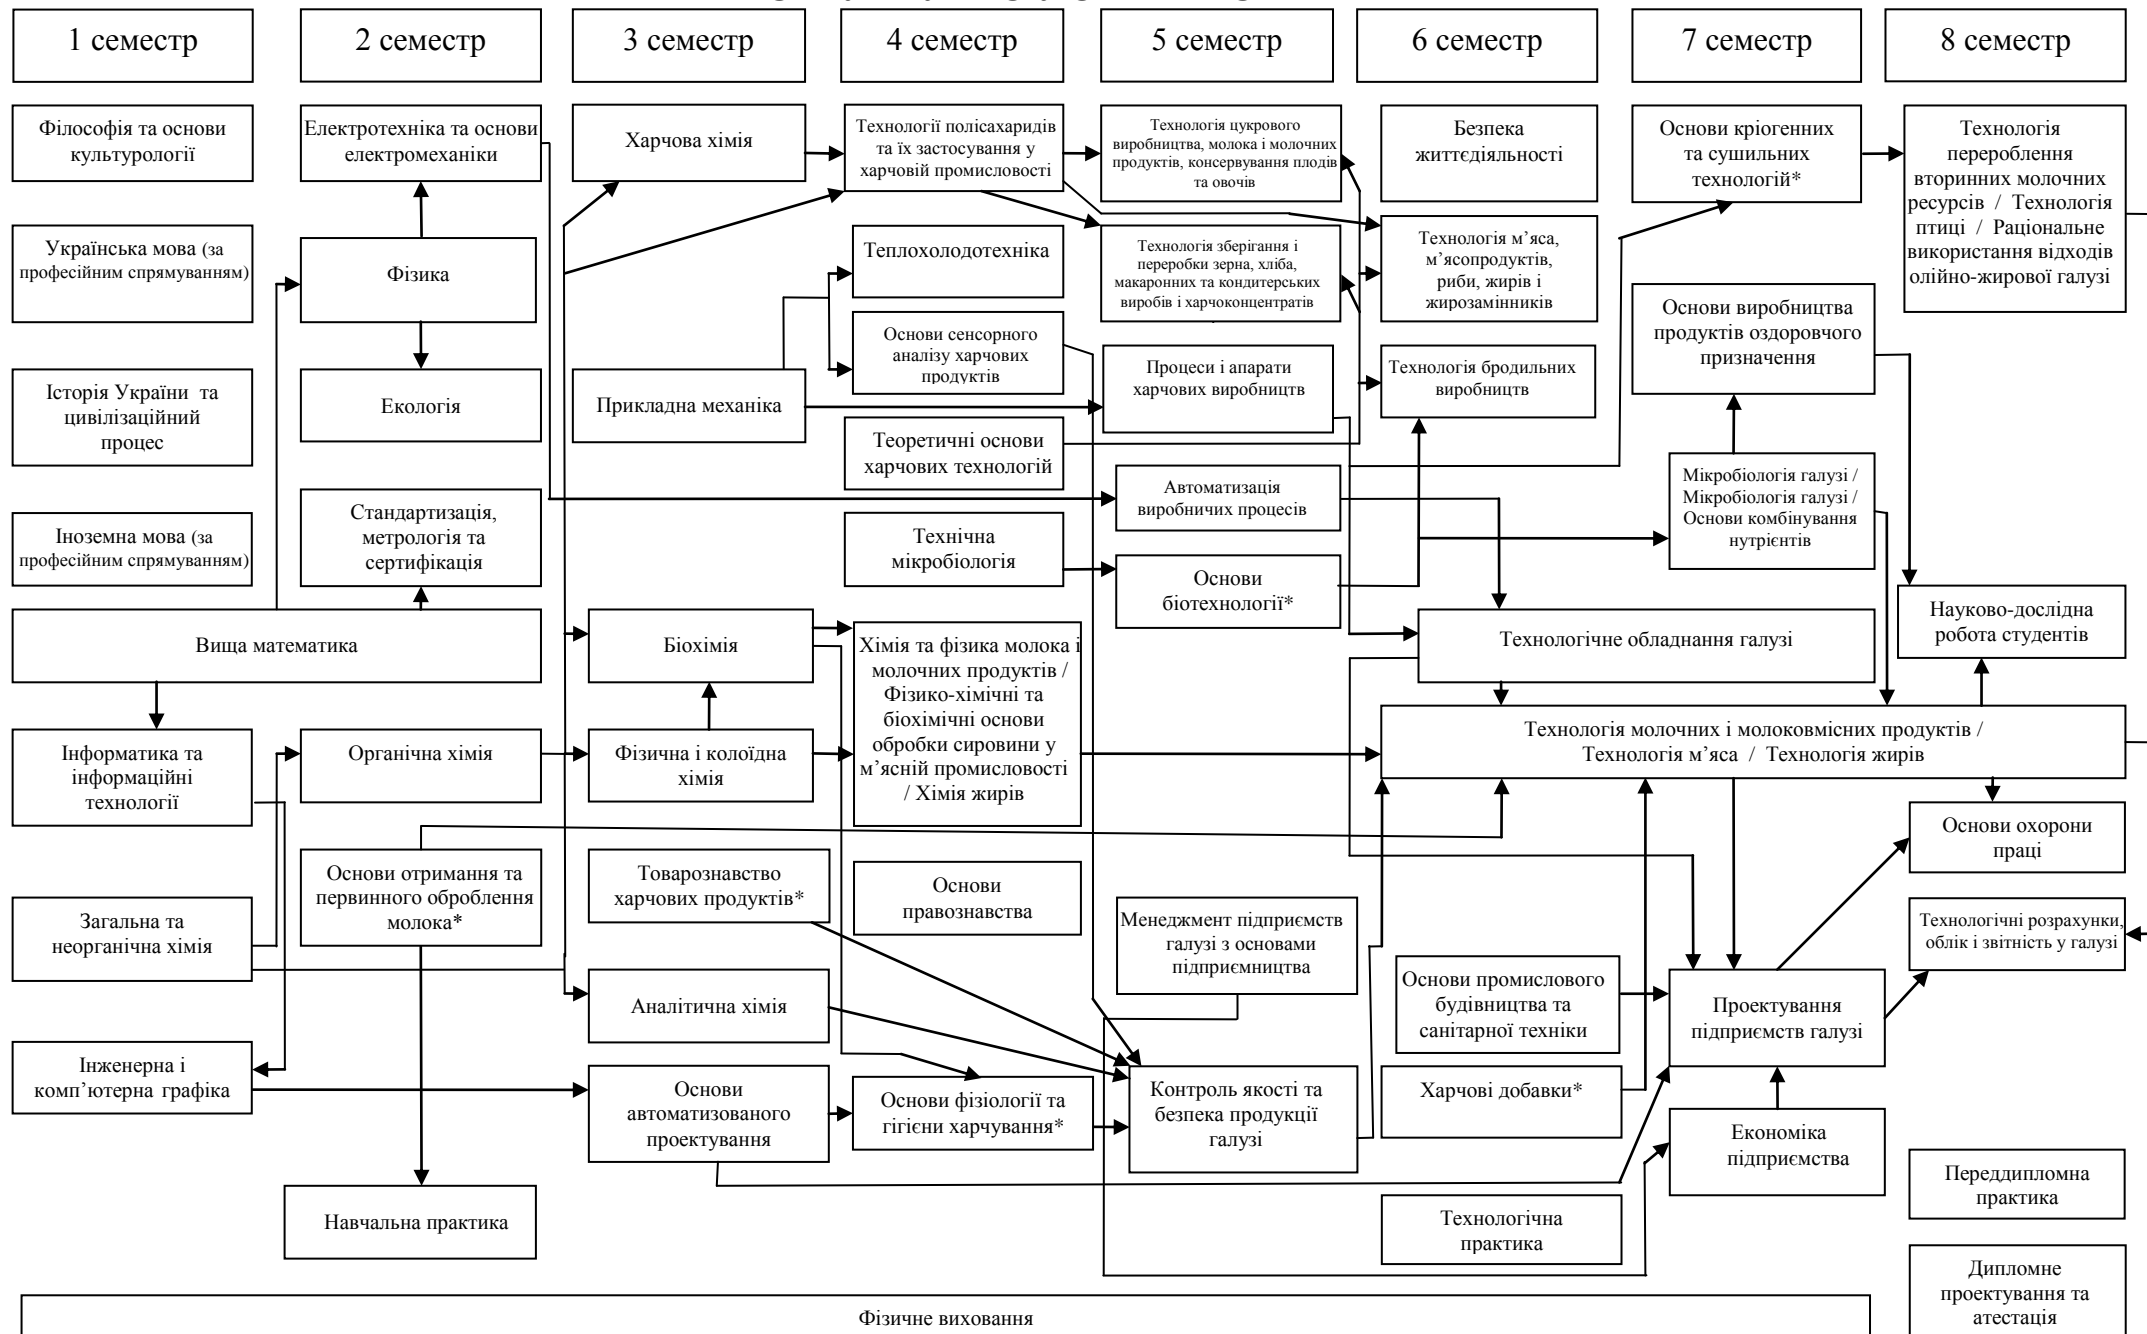 1 семестр
2 семестр
3 семестр
4 семестр
5 семестр
6 семестр
7 семестр
8 семестр
Філософія та основи
культурології
Українська мова (за
професійним спрямуванням)
Історія України та
цивілізаційний
процес
Іноземна мова (за
професійним спрямуванням)
Вища математика
Інформатика та
інформаційні
технології
Загальна та
неорганічна хімія
Інженерна і
комп’ютерна графіка
Електротехніка та основи
електромеханіки
Фізика
Екологія
Стандартизація,
метрологія та
сертифікація
Органічна хімія
Основи отримання та
первинного оброблення
молока*
Навчальна практика
Харчова хімія
Прикладна механіка
Біохімія
Фізична і колоїдна
хімія
Товарознавство
харчових продуктів*
Аналітична хімія
Основи
автоматизованого
проектування
Технології полісахаридів
та їх застосування у
харчовій промисловості
Теплохолодотехніка
Основи сенсорного
аналізу харчових
продуктів
Теоретичні основи
харчових технологій
Технічна
мікробіологія
Хімія та фізика молока і
молочних продуктів /
Фізико-хімічні та
біохімічні основи
обробки сировини у
м’ясній промисловості
/ Хімія жирів
Основи
правознавства
Основи фізіології та
гігієни харчування*
Технологія цукрового
виробництва, молока і молочних
продуктів, консервування плодів
та овочів
Технологія зберігання і
переробки зерна, хліба,
макаронних та кондитерських
виробів і харчоконцентратів
Процеси і апарати
харчових виробництв
Автоматизація
виробничих процесів
Основи
біотехнології*
Менеджмент підприємств
галузі з основами
підприємництва
Контроль якості та
безпека продукції
галузі
Безпека
життєдіяльності
Технологія м’яса,
м’ясопродуктів,
риби, жирів і
жирозамінників
Технологія бродильних
виробництв
Технологічне обладнання галузі
Технологія молочних і молоковмісних продуктів /
Технологія м’яса / Технологія жирів
Основи промислового
будівництва та
санітарної техніки
Харчові добавки*
Технологічна
практика
Основи кріогенних
та сушильних
технологій*
Основи виробництва
продуктів оздоровчого
призначення
Мікробіологія галузі /
Мікробіологія галузі /
Основи комбінування
нутрієнтів
Проектування
підприємств галузі
Економіка
підприємства
Технологія
перероблення
вторинних молочних
ресурсів / Технологія
птиці / Раціональне
використання відходів
олійно-жирової галузі
Науково-дослідна
робота студентів
Основи охорони
праці
Технологічні розрахунки,
облік і звітність у галузі
Переддипломна
практика
Дипломне
проектування та
атестація
Фізичне виховання